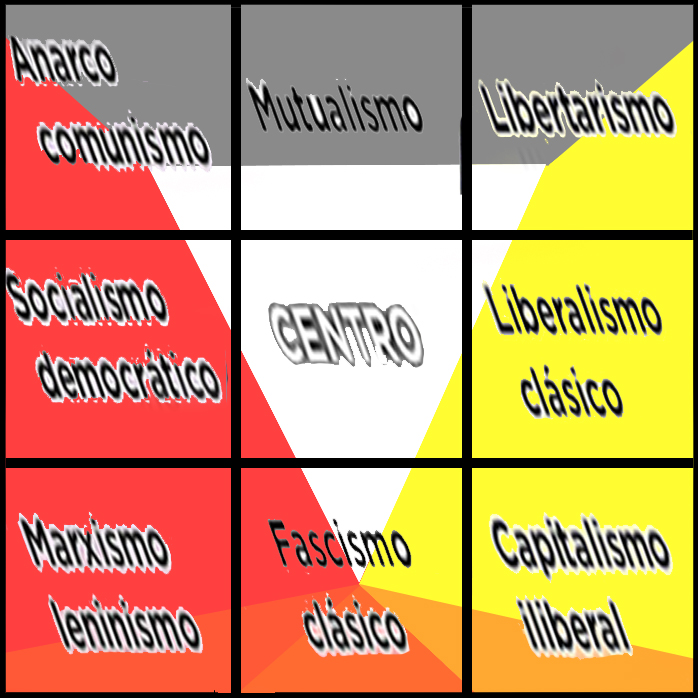 Anarco
comunismo
Mutualismo
Libertarismo
Socialismo
democrático
CENTRO
Liberalismo
clásico
Marxismo
leninismo
Fascismo
clásico
Capitalismo
iliberal